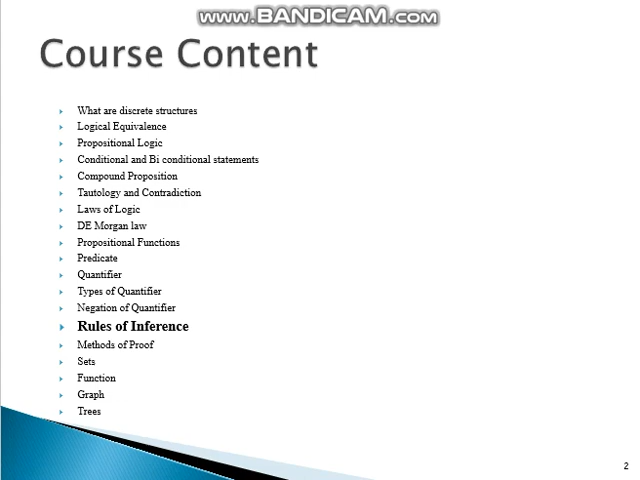 www.BANDICAM.com
Course Content
What are discrete structures
Logical Equivalence
Propositional Logic
Conditional and Bi conditional statements
Compound Proposition
Tautology and Contradiction
Laws of Logic
DE Morgan law
Propositional Functions
Predicate
Quantifier
Types of Quantifier
Negation of Quantifier
Rules of Inference
Methods of Proof
Sets
Function
Graph
Trees
2